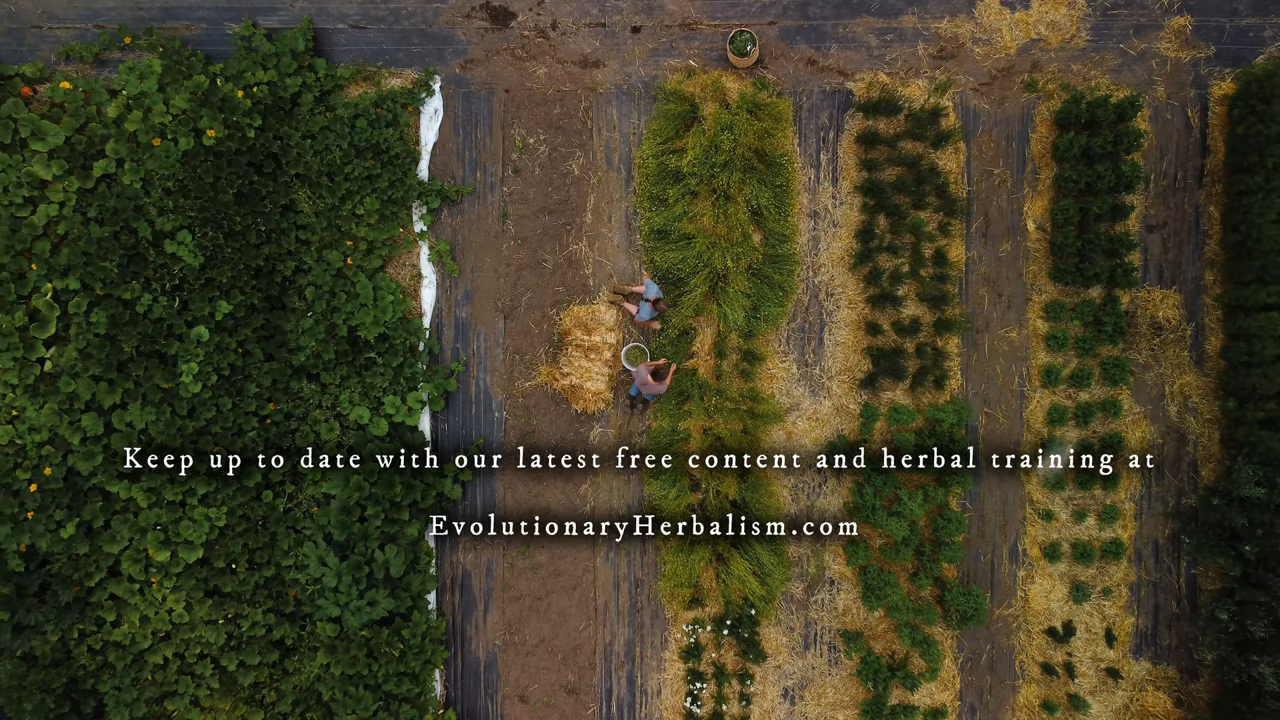 Keep up to date with our latest free content and herbal training at
EvolutionaryHerbalism.com